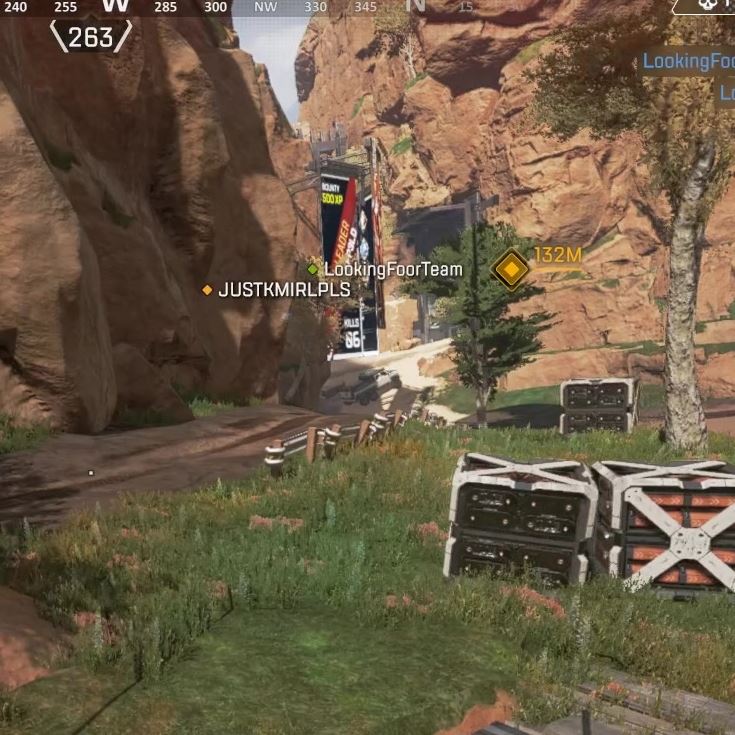 240 255 W 285 300 NW 330 345 N 15
263
LookingFoo
Lo
BOUNTY
500 XP
LEADER
132M
LookingFoorTeam
JUSTKMIRLPLS
KILLS
06